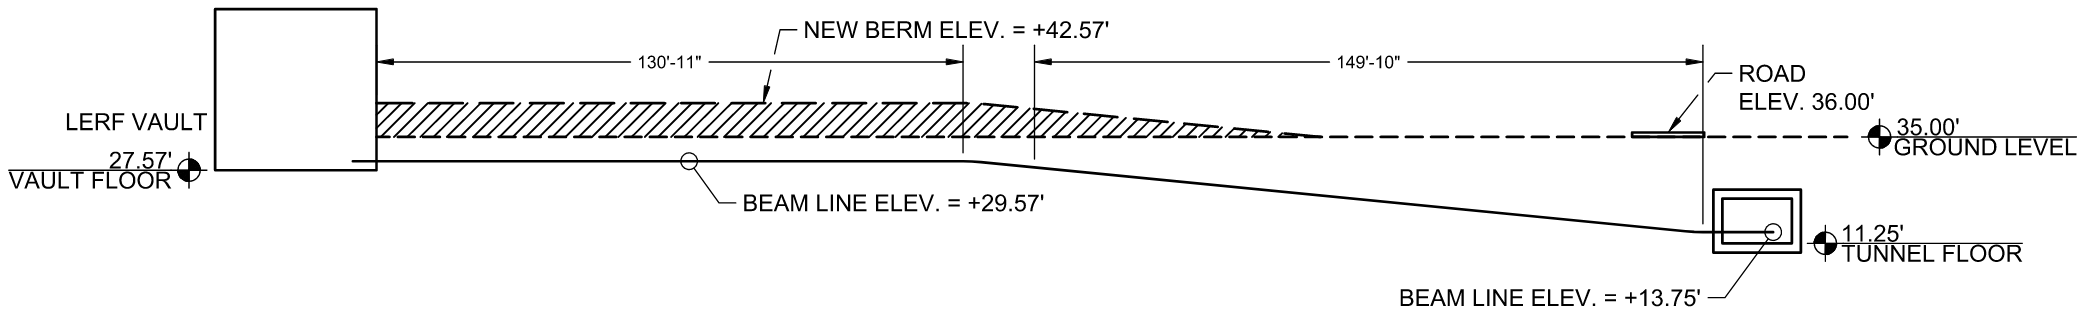 NEW BERM ELEV. = +42.57'
130'-11"
149'-10"
ROAD
ELEV. 36.00'
LERF VAULT
27.57'
VAULT FLOOR
35.00'
GROUND LEVEL
BEAM LINE ELEV. = +29.57'
11.25'
TUNNEL FLOOR
BEAM LINE ELEV. = +13.75'